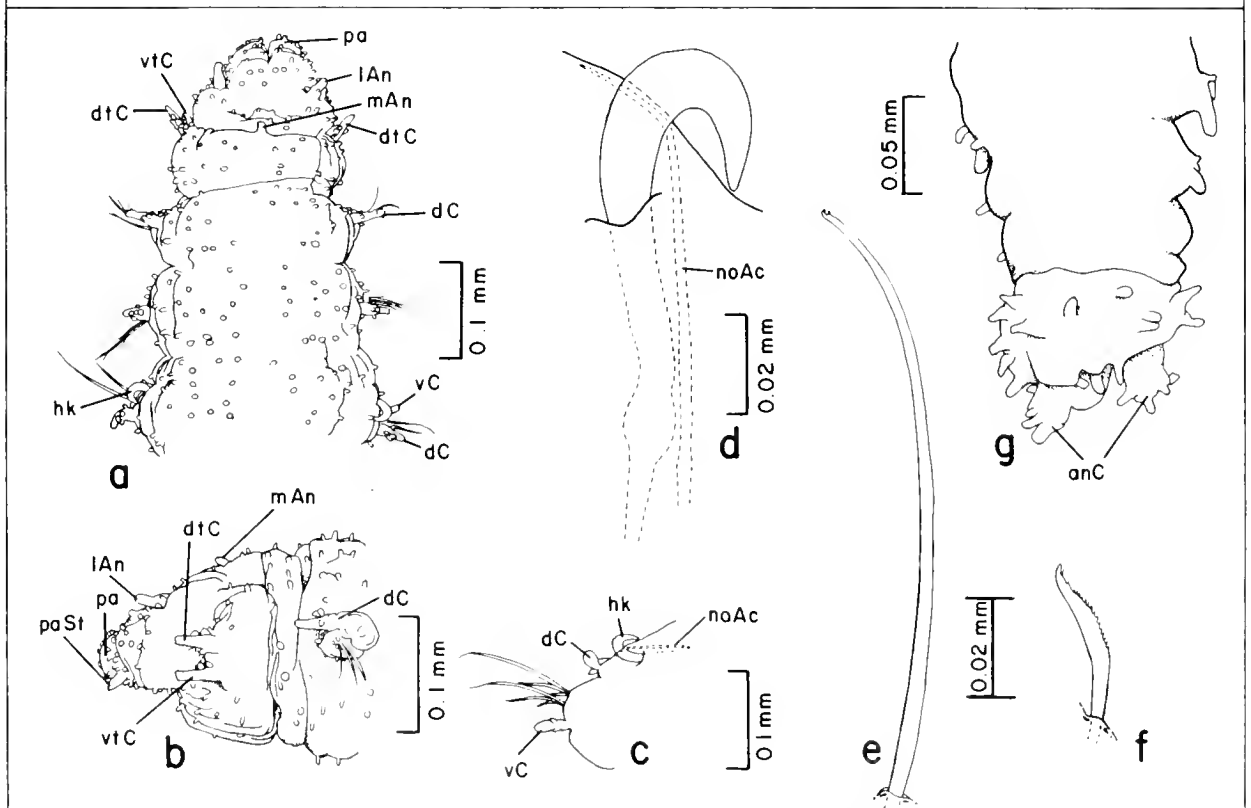 pa
vtC
lAn
mAn
dtC
dtC
dC
0.1 mm
hk
vC
dC
a
noAc
0.02 mm
d
0.05 mm
g
anC
mAn
dtC
lAn
pa
paSt
dC
0.1 mm
vtC
b
hk
noAc
dC
0.1 mm
vC
c
e
0.02 mm
f